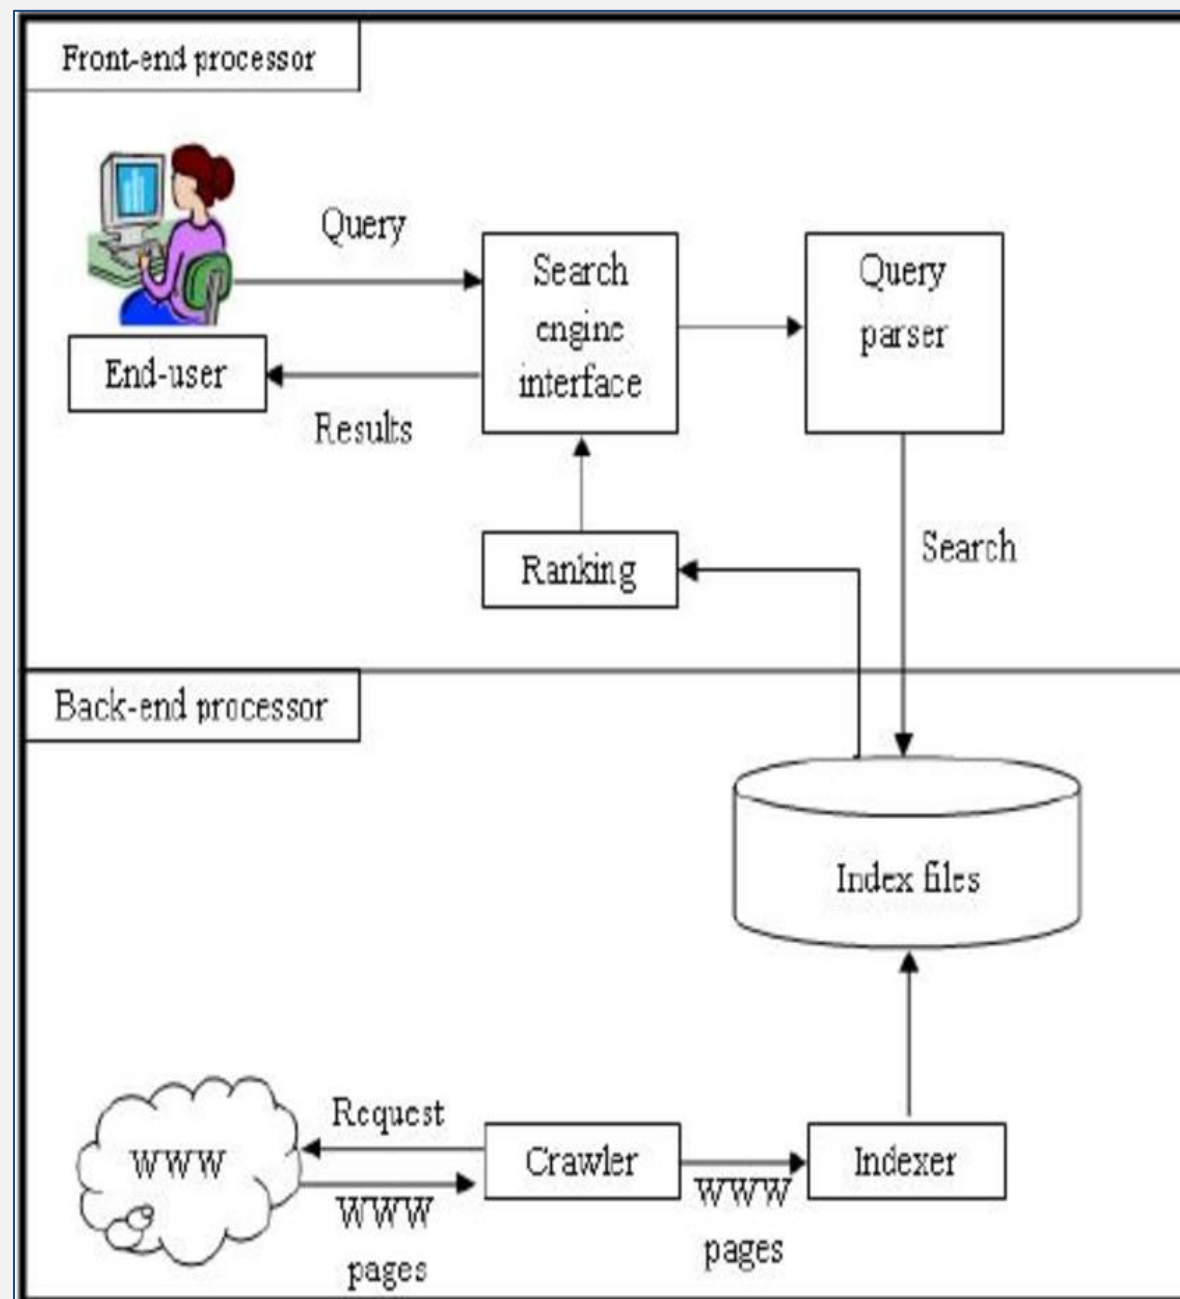 Front-end processor
Query
Search
engine
interface
Query
parser
End-user
Results
Ranking
Search
Back-end processor
Index files
WWW
Request
WWW
pages
Crawler
WWW
pages
Indexer